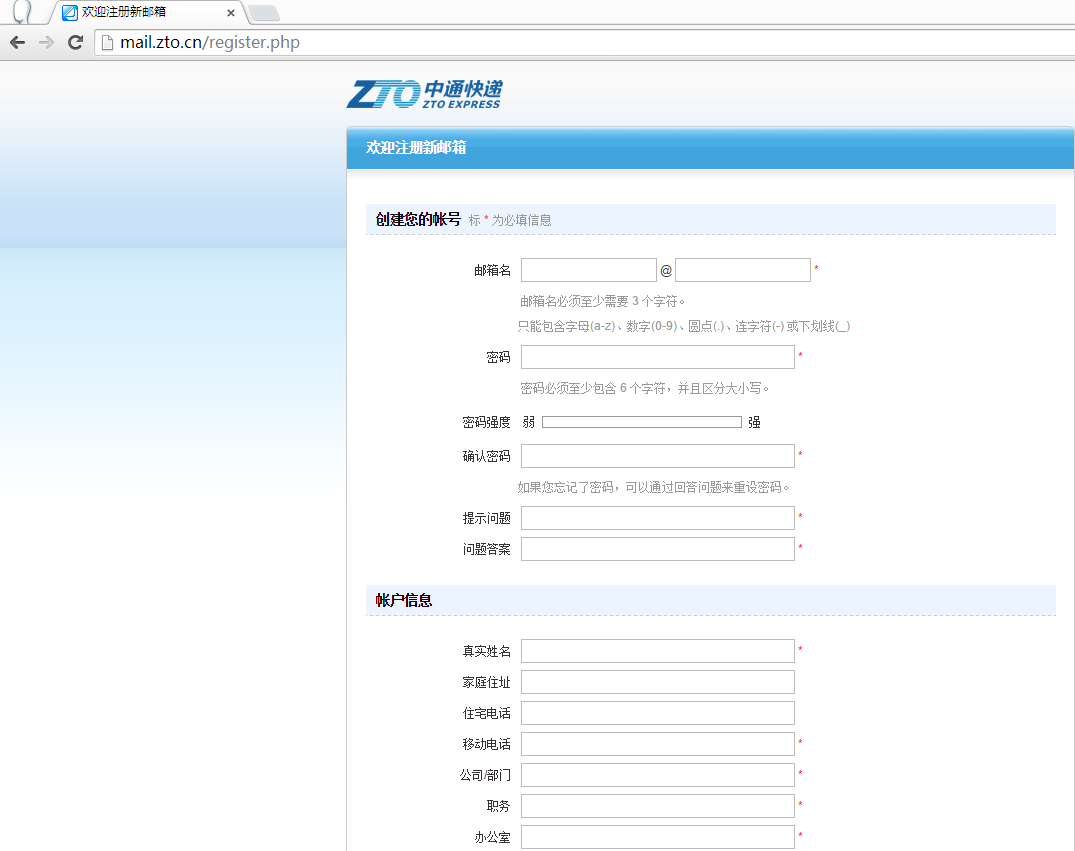 欢迎注册新邮箱 ×
mail.zto.cn/register.php
ZTO 中通快递
ZTO EXPRESS
欢迎注册新邮箱
创建您的帐号 标 * 为必填信息
邮箱名 @ *
邮箱名必须至少需要 3 个字符。
只能包含字母(a-z)、数字(0-9)、圆点(.)、连字符(-) 或下划线(_)
密码 *
密码必须至少包含 6 个字符，并且区分大小写。
密码强度 弱 强
确认密码 *
如果您忘记了密码，可以通过回答问题来重设密码。
提示问题 *
问题答案 *
帐户信息
真实姓名 *
家庭住址
住宅电话
移动电话 *
公司/部门 *
职务 *
办公室 *